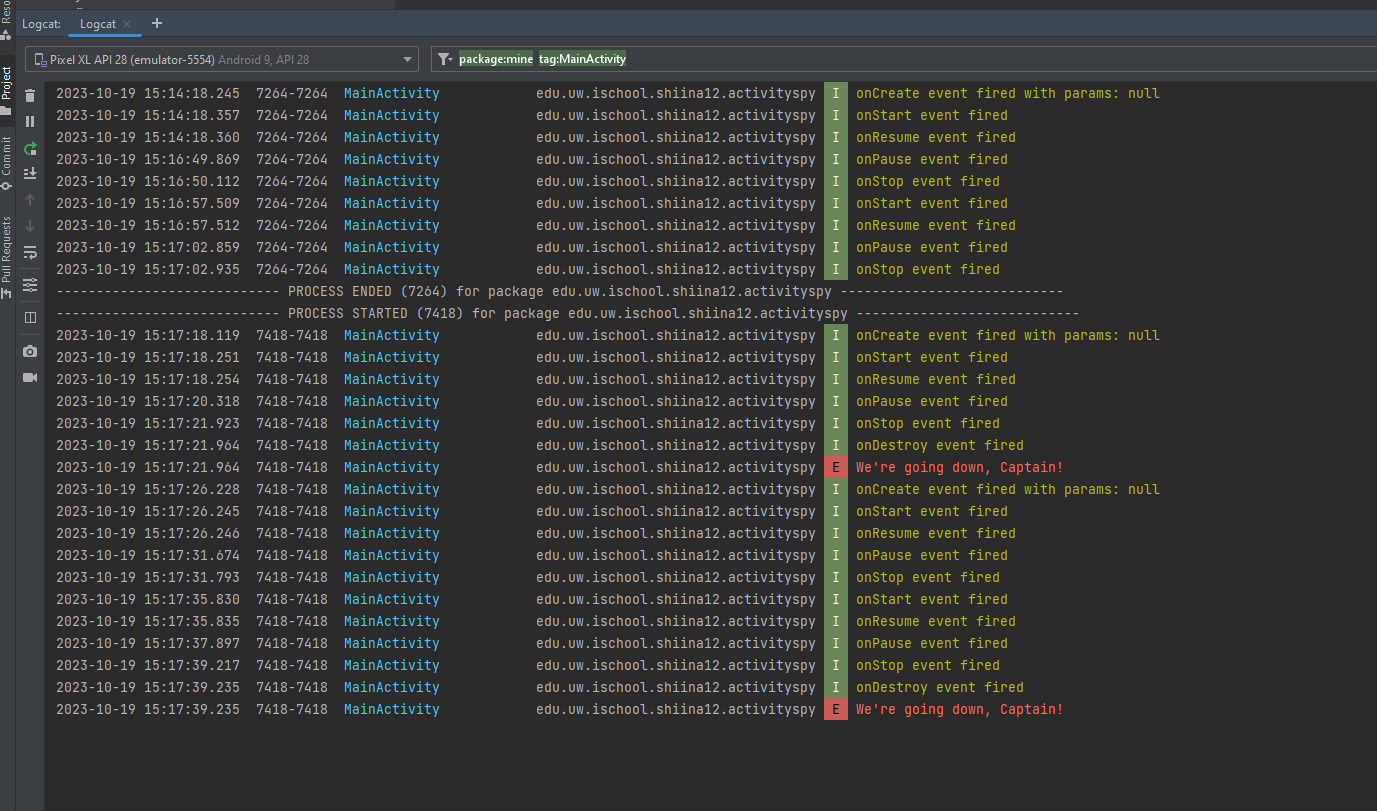 Reso
Logcat: Logcat
Pixel XL API 28 (emulator-5554) Android 9, API 28
package:mine tag:MainActivity
Project
Commit
Pull Requests
2023-10-19 15:14:18.245 7264-7264 MainActivity edu.uw.ischool.shiina12.activityspy I onCreate event fired with params: null
2023-10-19 15:14:18.357 7264-7264 MainActivity edu.uw.ischool.shiina12.activityspy I onStart event fired
2023-10-19 15:14:18.360 7264-7264 MainActivity edu.uw.ischool.shiina12.activityspy I onResume event fired
2023-10-19 15:16:49.869 7264-7264 MainActivity edu.uw.ischool.shiina12.activityspy I onPause event fired
2023-10-19 15:16:50.112 7264-7264 MainActivity edu.uw.ischool.shiina12.activityspy I onStop event fired
2023-10-19 15:16:57.509 7264-7264 MainActivity edu.uw.ischool.shiina12.activityspy I onStart event fired
2023-10-19 15:16:57.512 7264-7264 MainActivity edu.uw.ischool.shiina12.activityspy I onResume event fired
2023-10-19 15:17:02.859 7264-7264 MainActivity edu.uw.ischool.shiina12.activityspy I onPause event fired
2023-10-19 15:17:02.935 7264-7264 MainActivity edu.uw.ischool.shiina12.activityspy I onStop event fired
---------------------------- PROCESS ENDED (7264) for package edu.uw.ischool.shiina12.activityspy ----------------------------
---------------------------- PROCESS STARTED (7418) for package edu.uw.ischool.shiina12.activityspy ----------------------------
2023-10-19 15:17:18.119 7418-7418 MainActivity edu.uw.ischool.shiina12.activityspy I onCreate event fired with params: null
2023-10-19 15:17:18.251 7418-7418 MainActivity edu.uw.ischool.shiina12.activityspy I onStart event fired
2023-10-19 15:17:18.254 7418-7418 MainActivity edu.uw.ischool.shiina12.activityspy I onResume event fired
2023-10-19 15:17:20.318 7418-7418 MainActivity edu.uw.ischool.shiina12.activityspy I onPause event fired
2023-10-19 15:17:21.923 7418-7418 MainActivity edu.uw.ischool.shiina12.activityspy I onStop event fired
2023-10-19 15:17:21.964 7418-7418 MainActivity edu.uw.ischool.shiina12.activityspy I onDestroy event fired
2023-10-19 15:17:21.964 7418-7418 MainActivity edu.uw.ischool.shiina12.activityspy E We're going down, Captain!
2023-10-19 15:17:26.228 7418-7418 MainActivity edu.uw.ischool.shiina12.activityspy I onCreate event fired with params: null
2023-10-19 15:17:26.245 7418-7418 MainActivity edu.uw.ischool.shiina12.activityspy I onStart event fired
2023-10-19 15:17:26.246 7418-7418 MainActivity edu.uw.ischool.shiina12.activityspy I onResume event fired
2023-10-19 15:17:31.674 7418-7418 MainActivity edu.uw.ischool.shiina12.activityspy I onPause event fired
2023-10-19 15:17:31.793 7418-7418 MainActivity edu.uw.ischool.shiina12.activityspy I onStop event fired
2023-10-19 15:17:35.830 7418-7418 MainActivity edu.uw.ischool.shiina12.activityspy I onStart event fired
2023-10-19 15:17:35.835 7418-7418 MainActivity edu.uw.ischool.shiina12.activityspy I onResume event fired
2023-10-19 15:17:37.897 7418-7418 MainActivity edu.uw.ischool.shiina12.activityspy I onPause event fired
2023-10-19 15:17:39.217 7418-7418 MainActivity edu.uw.ischool.shiina12.activityspy I onStop event fired
2023-10-19 15:17:39.235 7418-7418 MainActivity edu.uw.ischool.shiina12.activityspy I onDestroy event fired
2023-10-19 15:17:39.235 7418-7418 MainActivity edu.uw.ischool.shiina12.activityspy E We're going down, Captain!